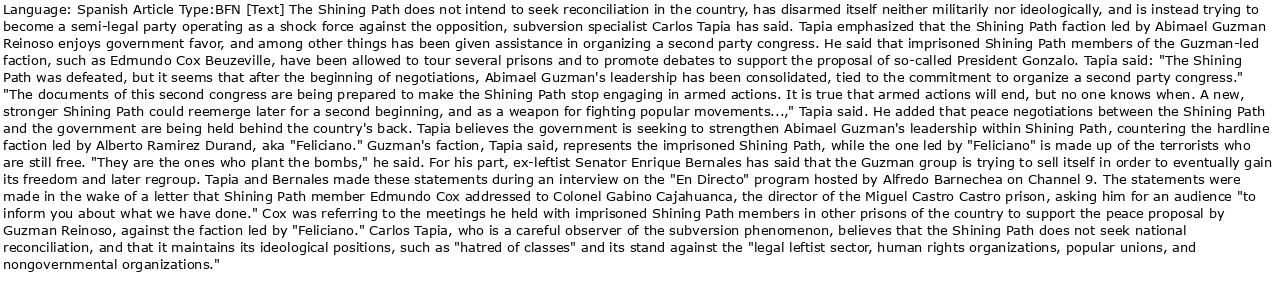 Language: Spanish Article Type:BFN [Text] The Shining Path does not intend to seek reconciliation in the country, has disarmed itself neither militarily nor ideologically, and is instead trying to
become a semi-legal party operating as a shock force against the opposition, subversion specialist Carlos Tapia has said. Tapia emphasized that the Shining Path faction led by Abimael Guzman
Reinoso enjoys government favor, and among other things has been given assistance in organizing a second party congress. He said that imprisoned Shining Path members of the Guzman-led
faction, such as Edmundo Cox Beuzeville, have been allowed to tour several prisons and to promote debates to support the proposal of so-called President Gonzalo. Tapia said: "The Shining
Path was defeated, but it seems that after the beginning of negotiations, Abimael Guzman's leadership has been consolidated, tied to the commitment to organize a second party congress."
"The documents of this second congress are being prepared to make the Shining Path stop engaging in armed actions. It is true that armed actions will end, but no one knows when. A new,
stronger Shining Path could reemerge later for a second beginning, and as a weapon for fighting popular movements...," Tapia said. He added that peace negotiations between the Shining Path
and the government are being held behind the country's back. Tapia believes the government is seeking to strengthen Abimael Guzman's leadership within Shining Path, countering the hardline
faction led by Alberto Ramirez Durand, aka "Feliciano." Guzman's faction, Tapia said, represents the imprisoned Shining Path, while the one led by "Feliciano" is made up of the terrorists who
are still free. "They are the ones who plant the bombs," he said. For his part, ex-leftist Senator Enrique Bernales has said that the Guzman group is trying to sell itself in order to eventually gain
its freedom and later regroup. Tapia and Bernales made these statements during an interview on the "En Directo" program hosted by Alfredo Barnechea on Channel 9. The statements were
made in the wake of a letter that Shining Path member Edmundo Cox addressed to Colonel Gabino Cajahuanca, the director of the Miguel Castro Castro prison, asking him for an audience "to
inform you about what we have done." Cox was referring to the meetings he held with imprisoned Shining Path members in other prisons of the country to support the peace proposal by
Guzman Reinoso, against the faction led by "Feliciano." Carlos Tapia, who is a careful observer of the subversion phenomenon, believes that the Shining Path does not seek national
reconciliation, and that it maintains its ideological positions, such as "hatred of classes" and its stand against the "legal leftist sector, human rights organizations, popular unions, and
nongovernmental organizations."